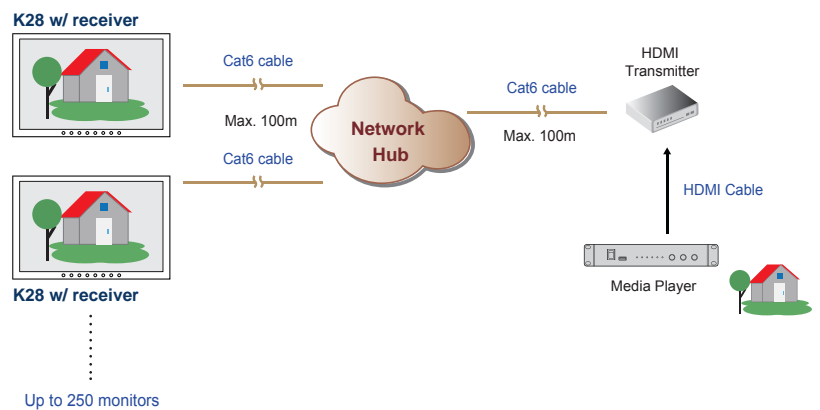 K28 w/ receiver
Cat6 cable
Max. 100m
Cat6 cable
K28 w/ receiver
Up to 250 monitors
Network
Hub
Cat6 cable
Max. 100m
HDMI
Transmitter
HDMI Cable
Media Player